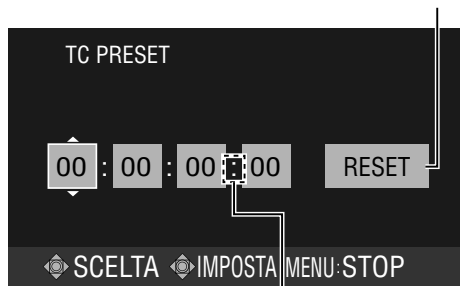 TC PRESET
00 : 00 : 00 : 00 RESET
SCELTA IMPOSTA MENU:STOP